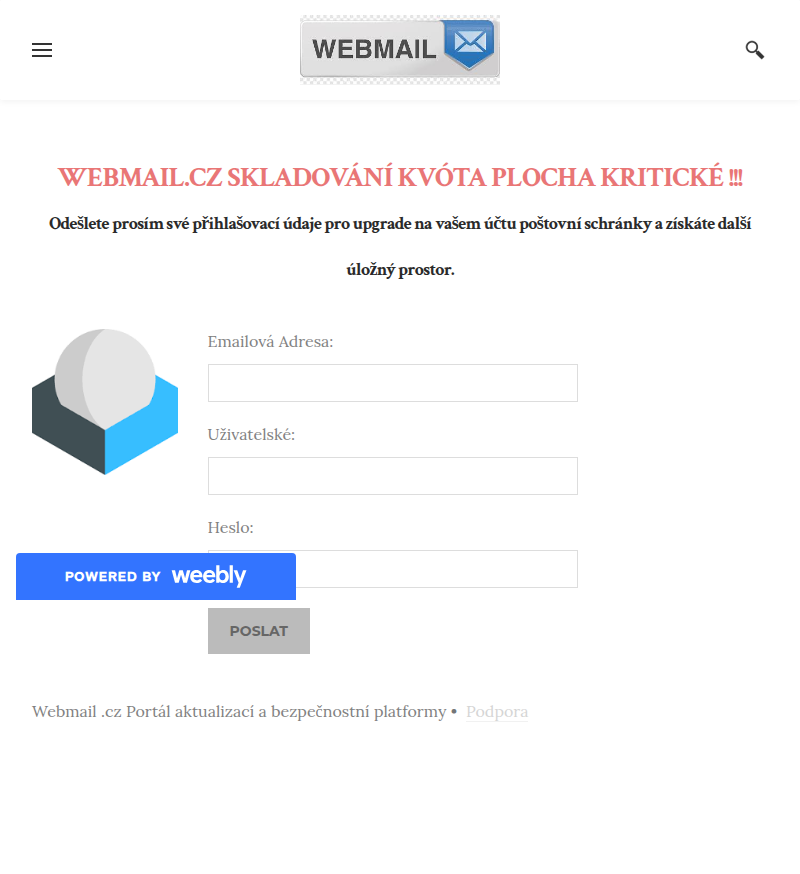 WEBMAIL
WEBMAIL.CZ SKLADOVÁNÍ KVÓTA PLOCHA KRITICKÉ !!!
Odešlete prosím své přihlašovací údaje pro upgrade na vašem účtu poštovní schránky a získáte další
úložný prostor.
Emailová Adresa:
Uživatelské:
Heslo:
POWERED BY weebly
POSLAT
Webmail .cz Portál aktualizací a bezpečnostní platformy • Podpora